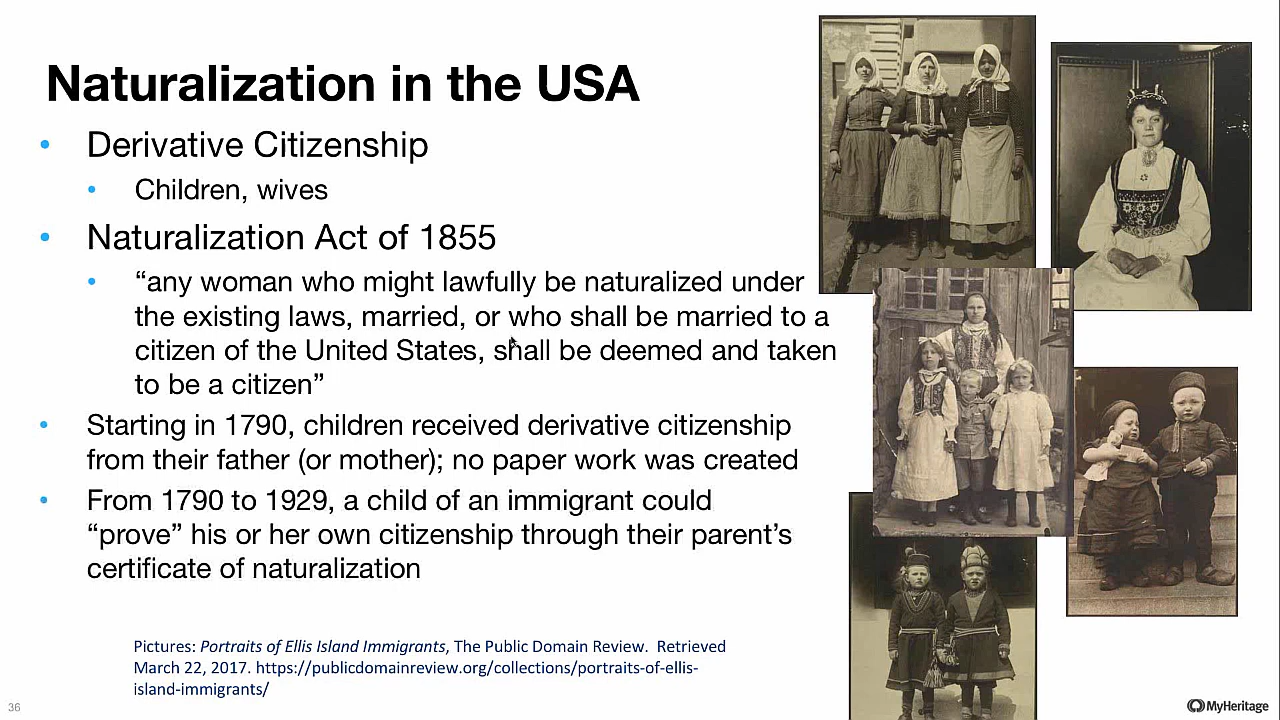 Naturalization in the USA
• Derivative Citizenship
• Children, wives
• Naturalization Act of 1855
• “any woman who might lawfully be naturalized under
the existing laws, married, or who shall be married to a
citizen of the United States, shall be deemed and taken
to be a citizen”
• Starting in 1790, children received derivative citizenship
from their father (or mother); no paper work was created
• From 1790 to 1929, a child of an immigrant could
“prove” his or her own citizenship through their parent’s
certificate of naturalization
Pictures: Portraits of Ellis Island Immigrants, The Public Domain Review. Retrieved
March 22, 2017. https://publicdomainreview.org/collections/portraits-of-ellis-
island-immigrants/
36
MyHeritage